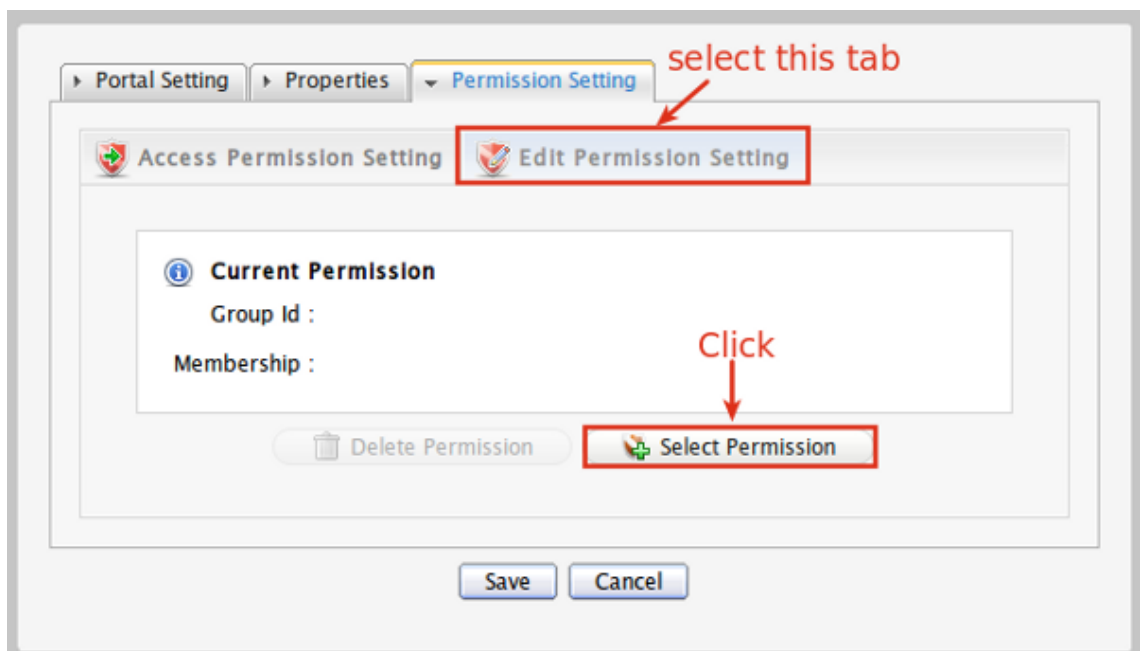 select this tab
Portal Setting Properties Permission Setting
Access Permission Setting Edit Permission Setting
Current Permission
Group Id :
Click
Membership :
Delete Permission Select Permission
Save Cancel